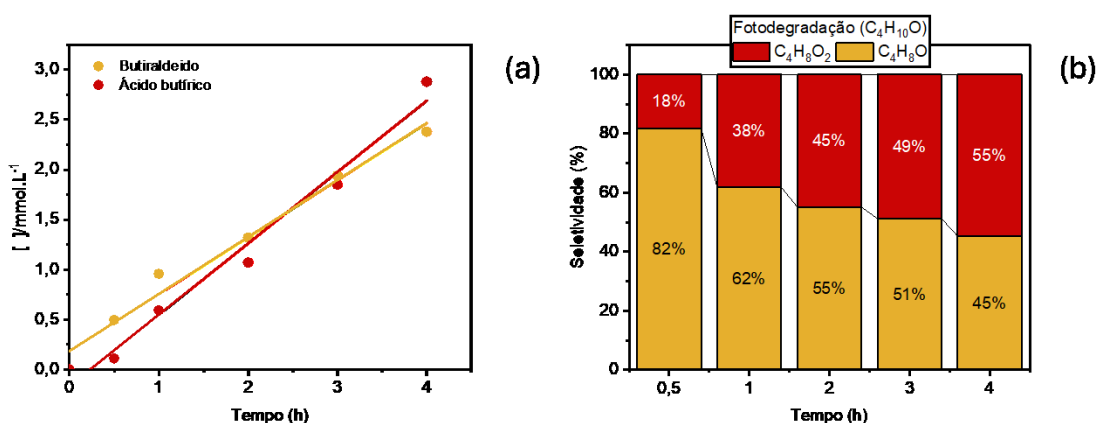 (a)
Butiraldeído
Ácido butírico
[ ]/mmol.L⁻¹
3,0
2,5
2,0
1,5
1,0
0,5
0,0
0 1 2 3 4
Tempo (h)
(b)
Fotodegradação (C₄H₁₀O)
C₄H₈O₂ C₄H₈O
Seletividade (%)
100
80
60
40
20
0
18% 38% 45% 49% 55%
82% 62% 55% 51% 45%
0,5 1 2 3 4
Tempo (h)